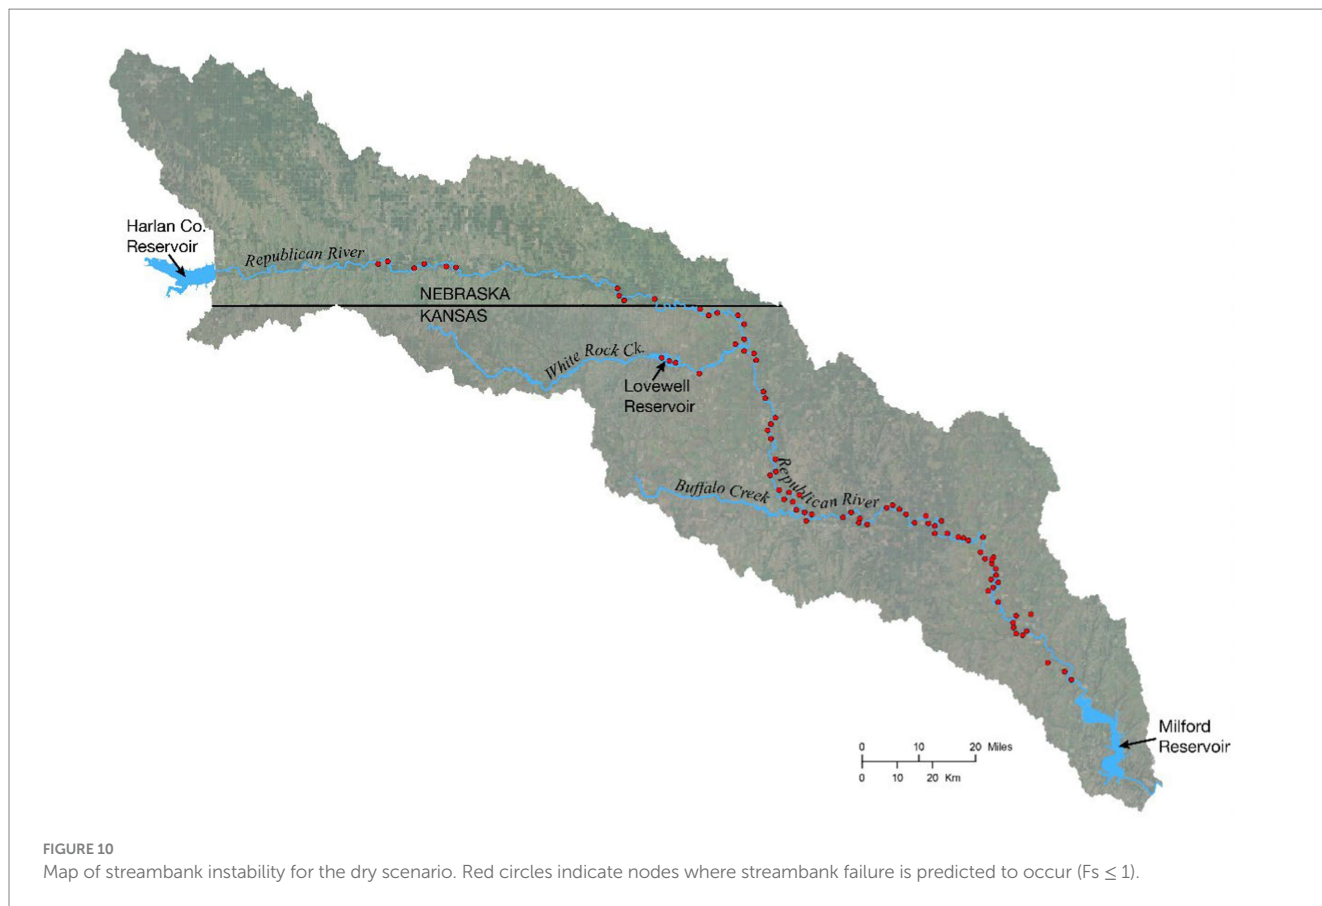 Harlan Co.
Reservoir
Republican River
NEBRASKA
KANSAS
White Rock Ck.
Lovewell
Reservoir
Republican River
Buffalo Creek
Milford
Reservoir
0 10 20 Miles
0 10 20 Km
FIGURE 10
Map of streambank instability for the dry scenario. Red circles indicate nodes where streambank failure is predicted to occur (Fs ≤ 1).